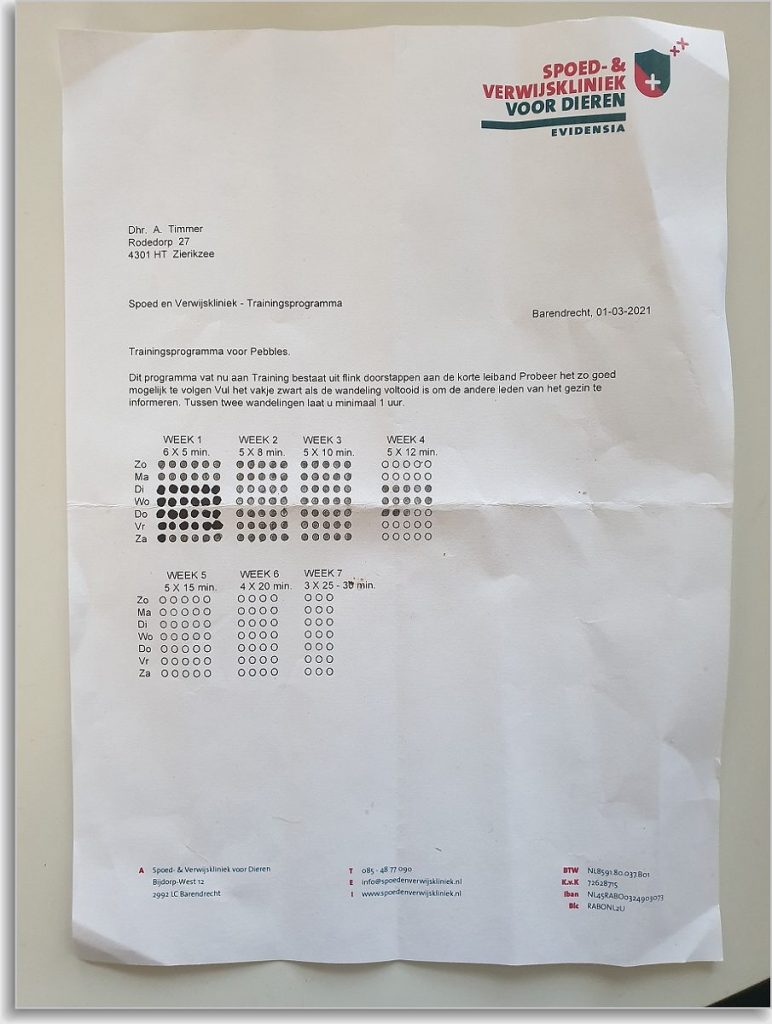 SPOED- &
VERWIJSKLINIEK
VOOR DIEREN
EVIDENSIA
Dhr. A. Timmer
Rodedorp 27
4301 HT Zierikzee
Spoed en Verwijskliniek - Trainingsprogramma
Barendrecht, 01-03-2021
Trainingsprogramma voor Pebbles.
Dit programma vat nu aan Training bestaat uit flink doorstappen aan de korte leiband Probeer het zo goed
mogelijk te volgen Vul het vakje zwart als de wandeling voltooid is om de andere leden van het gezin te
informeren. Tussen twee wandelingen laat u minimaal 1 uur.
WEEK 1 WEEK 2 WEEK 3 WEEK 4
6 X 5 min. 5 X 8 min. 5 X 10 min. 5 X 12 min.
Zo
Ma
Di
Wo
Do
Vr
Za
WEEK 5 WEEK 6 WEEK 7
5 X 15 min. 4 X 20 min. 3 X 25 - 30 min.
Zo
Ma
Di
Wo
Do
Vr
Za
A Spoed- & Verwijskliniek voor Dieren
Bijdorp-West 12
2992 LC Barendrecht
T 085 - 48 77 090
E info@spoedenverwijskliniek.nl
I www.spoedenverwijskliniek.nl
BTW NL8591.80.037.B01
K.v.K 72628715
Iban NL45RABO0324903073
Bic RABONL2U